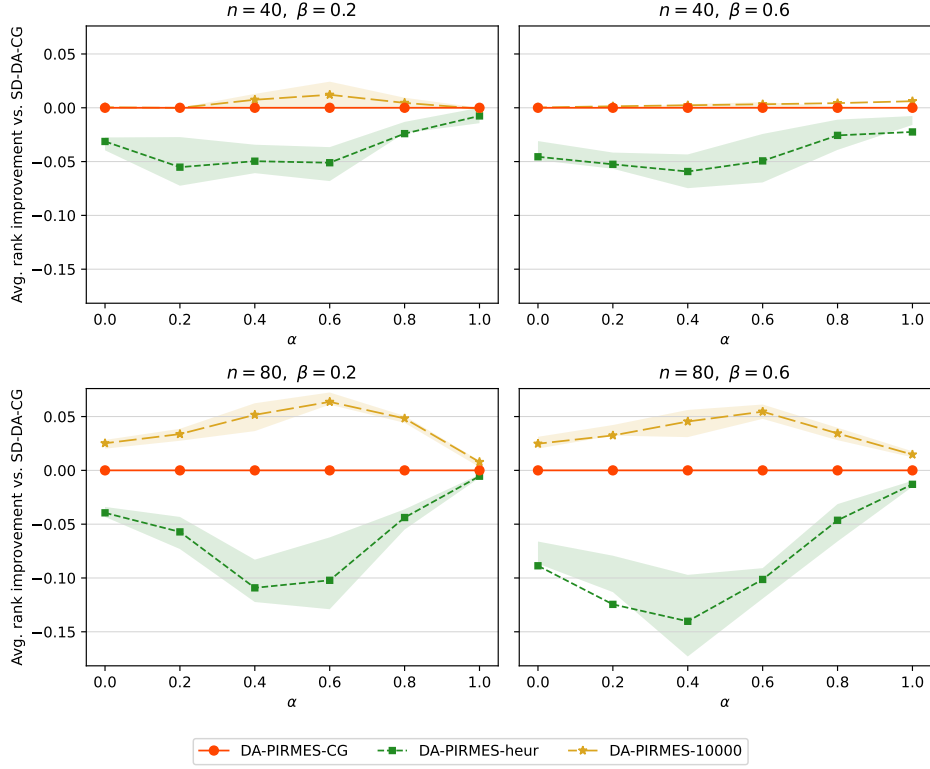 n = 40, β = 0.2
n = 40, β = 0.6
Avg. rank improvement vs. SD-DA-CG
0.05
0.00
−0.05
−0.10
−0.15
0.0 0.2 0.4 0.6 0.8 1.0
α
0.0 0.2 0.4 0.6 0.8 1.0
α
n = 80, β = 0.2
n = 80, β = 0.6
Avg. rank improvement vs. SD-DA-CG
0.05
0.00
−0.05
−0.10
−0.15
0.0 0.2 0.4 0.6 0.8 1.0
α
0.0 0.2 0.4 0.6 0.8 1.0
α
DA-PIRMES-CG DA-PIRMES-heur DA-PIRMES-10000